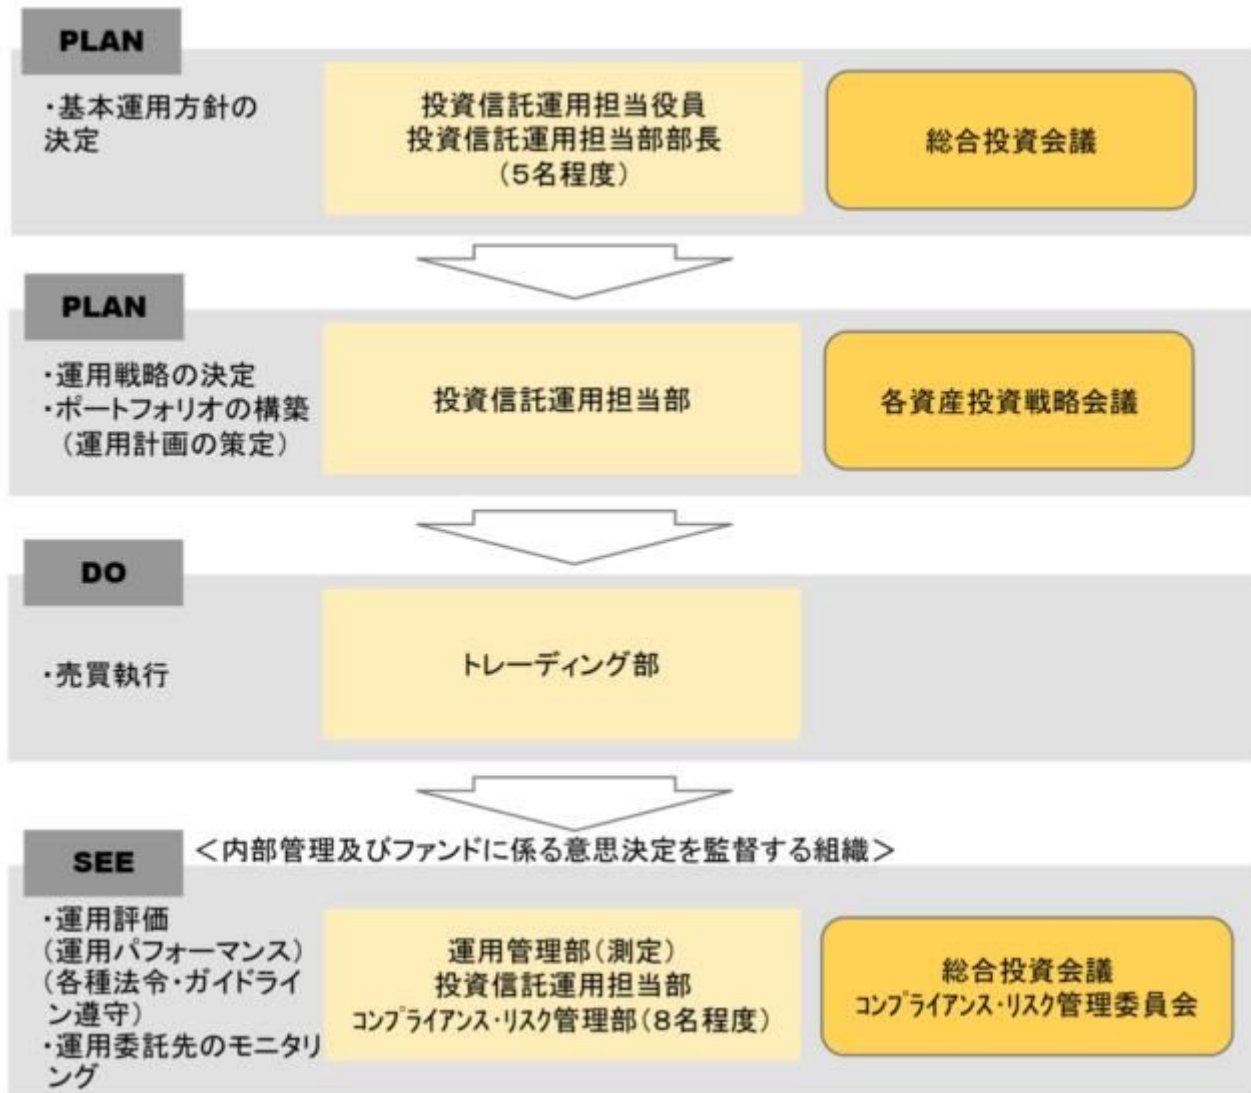 PLAN
・基本運用方針の
決定
投資信託運用担当役員
投資信託運用担当部部長
（5名程度）
総合投資会議
PLAN
・運用戦略の決定
・ポートフォリオの構築
（運用計画の策定）
投資信託運用担当部
各資産投資戦略会議
DO
・売買執行
トレーディング部
SEE
＜内部管理及びファンドに係る意思決定を監督する組織＞
・運用評価
（運用パフォーマンス）
（各種法令・ガイドライ
ン遵守）
・運用委託先のモニタリ
ング
運用管理部（測定）
投資信託運用担当部
ｺﾝﾌﾟﾗｲｱﾝｽ・ﾘｽｸ管理部（8名程度）
総合投資会議
ｺﾝﾌﾟﾗｲｱﾝｽ・ﾘｽｸ管理委員会